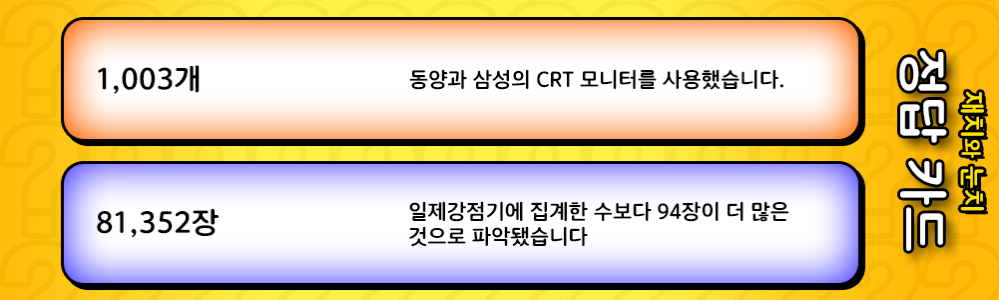 1,003개
동양과 삼성의 CRT 모니터를 사용했습니다.
81,352장
일제강점기에 집계한 수보다 94장이 더 많은
것으로 파악됐습니다
재치와 눈치
정답 카드